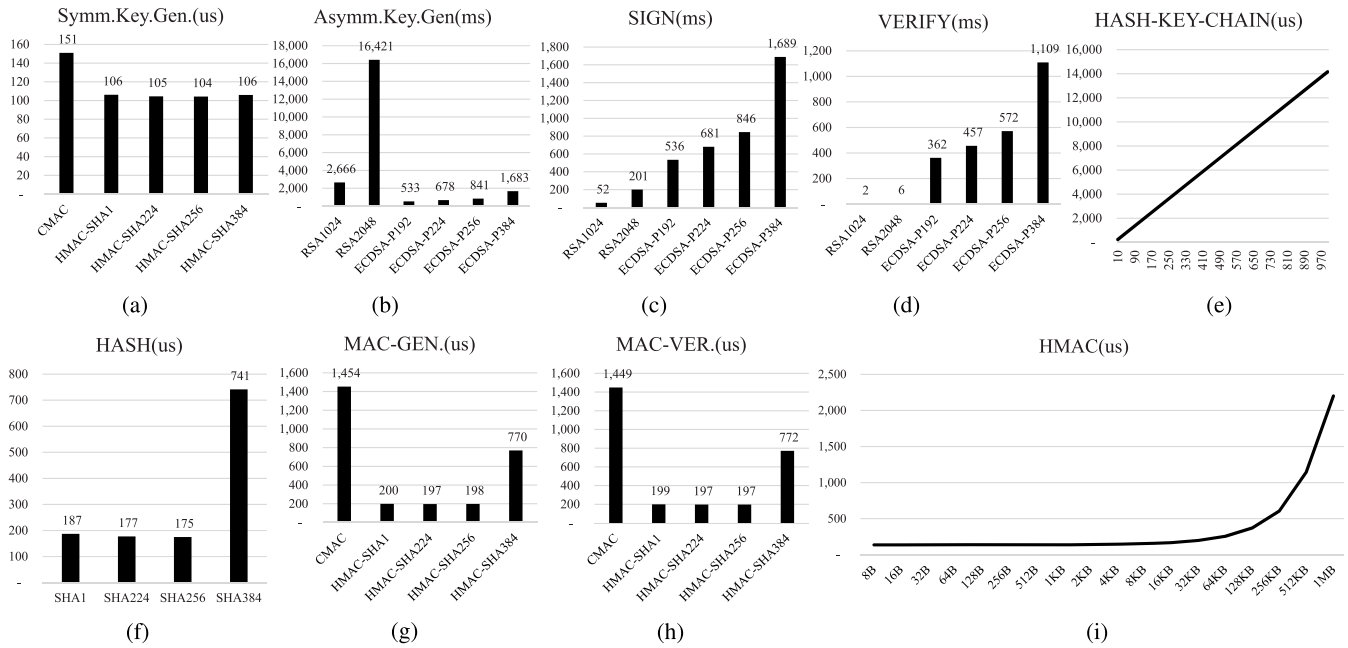 Symm.Key.Gen.(us)
160
140
120
100
80
60
40
20
-
151
106
105
104
106
CMAC
HMAC-SHA1
HMAC-SHA224
HMAC-SHA256
HMAC-SHA384
(a)
Asymm.Key.Gen(ms)
18,000
16,000
14,000
12,000
10,000
8,000
6,000
4,000
2,000
-
2,666
16,421
533
678
841
1,683
RSA1024
RSA2048
ECDSA-P192
ECDSA-P224
ECDSA-P256
ECDSA-P384
(b)
SIGN(ms)
1,800
1,600
1,400
1,200
1,000
800
600
400
200
-
52
201
536
681
846
1,689
RSA1024
RSA2048
ECDSA-P192
ECDSA-P224
ECDSA-P256
ECDSA-P384
(c)
VERIFY(ms)
1,200
1,000
800
600
400
200
-
2
6
362
457
572
1,109
RSA1024
RSA2048
ECDSA-P192
ECDSA-P224
ECDSA-P256
ECDSA-P384
(d)
HASH-KEY-CHAIN(us)
16,000
14,000
12,000
10,000
8,000
6,000
4,000
2,000
-
10
90
170
250
330
410
490
570
650
730
810
890
970
(e)
HASH(us)
800
700
600
500
400
300
200
100
-
187
177
175
741
SHA1
SHA224
SHA256
SHA384
(f)
MAC-GEN.(us)
1,600
1,400
1,200
1,000
800
600
400
200
-
1,454
200
197
198
770
CMAC
HMAC-SHA1
HMAC-SHA224
HMAC-SHA256
HMAC-SHA384
(g)
MAC-VER.(us)
1,600
1,400
1,200
1,000
800
600
400
200
-
1,449
199
197
197
772
CMAC
HMAC-SHA1
HMAC-SHA224
HMAC-SHA256
HMAC-SHA384
(h)
HMAC(us)
2,500
2,000
1,500
1,000
500
-
8B
16B
32B
64B
128B
256B
512B
1KB
2KB
4KB
8KB
16KB
32KB
64KB
128KB
256KB
512KB
1MB
(i)